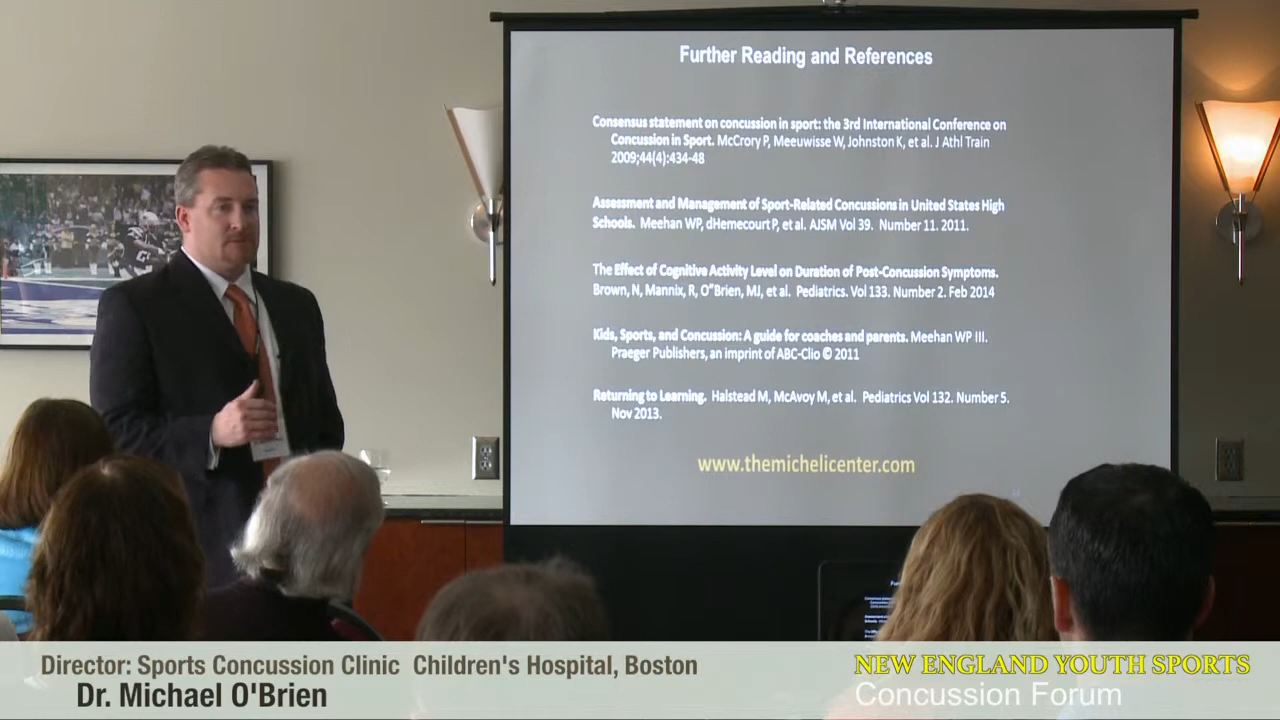 Further Reading and References
Consensus statement on concussion in sport: the 3rd International Conference on
Concussion in Sport. McCrory P, Meeuwisse W, Johnston K, et al. J Athl Train
2009;44(4):434-48
Assessment and Management of Sport-Related Concussions in United States High
Schools. Meehan WP, dHemecourt P, et al. AJSM Vol 39. Number 11. 2011.
The Effect of Cognitive Activity Level on Duration of Post-Concussion Symptoms.
Brown, N, Mannix, R, O"Brien, MJ, et al. Pediatrics. Vol 133. Number 2. Feb 2014
Kids, Sports, and Concussion: A guide for coaches and parents. Meehan WP III.
Praeger Publishers, an imprint of ABC-Clio © 2011
Returning to Learning. Halstead M, McAvoy M, et al. Pediatrics Vol 132. Number 5.
Nov 2013.
www.themichelicenter.com
Director: Sports Concussion Clinic Children's Hospital, Boston
Dr. Michael O'Brien
NEW ENGLAND YOUTH SPORTS
Concussion Forum